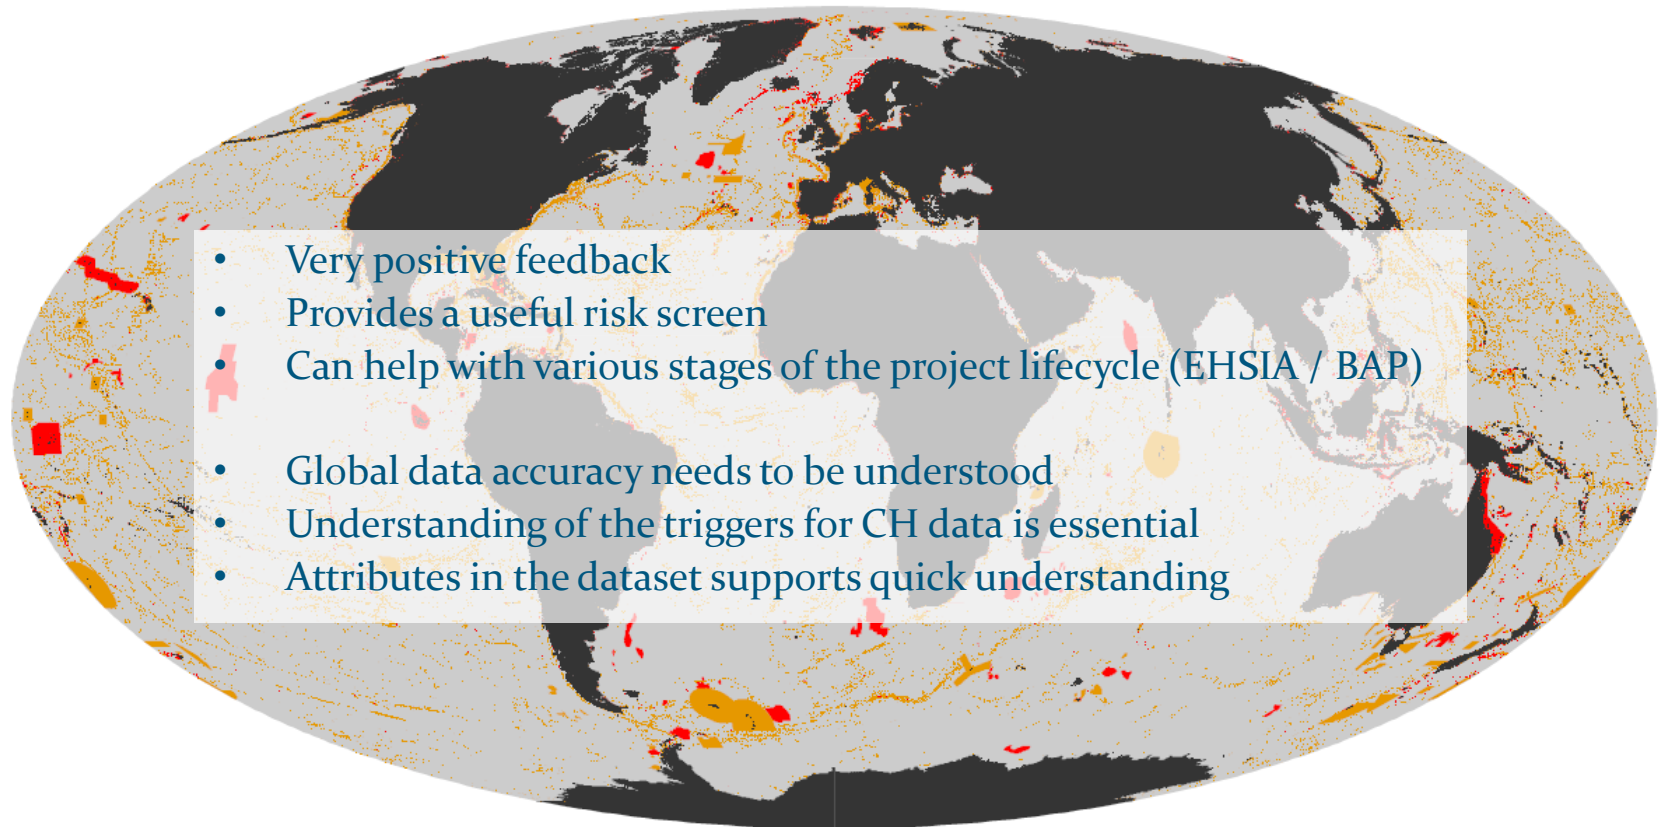 • Very positive feedback
• Provides a useful risk screen
• Can help with various stages of the project lifecycle (EHSIA / BAP)
• Global data accuracy needs to be understood
• Understanding of the triggers for CH data is essential
• Attributes in the dataset supports quick understanding